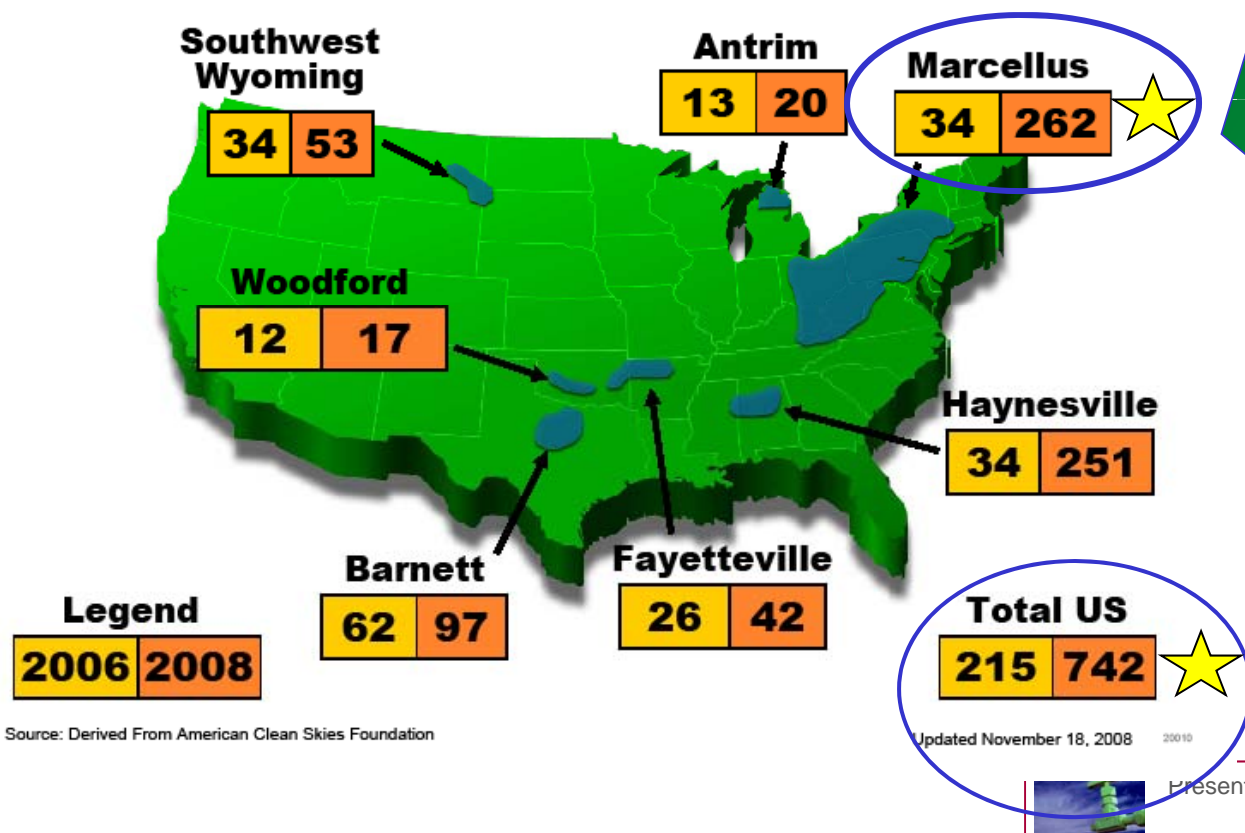 Southwest
Wyoming
34 53
Antrim
13 20
Marcellus
34 262
Woodford
12 17
Haynesville
34 251
Barnett
62 97
Fayetteville
26 42
Legend
2006 2008
Total US
215 742
Source: Derived From American Clean Skies Foundation
Updated November 18, 2008 20010
Present